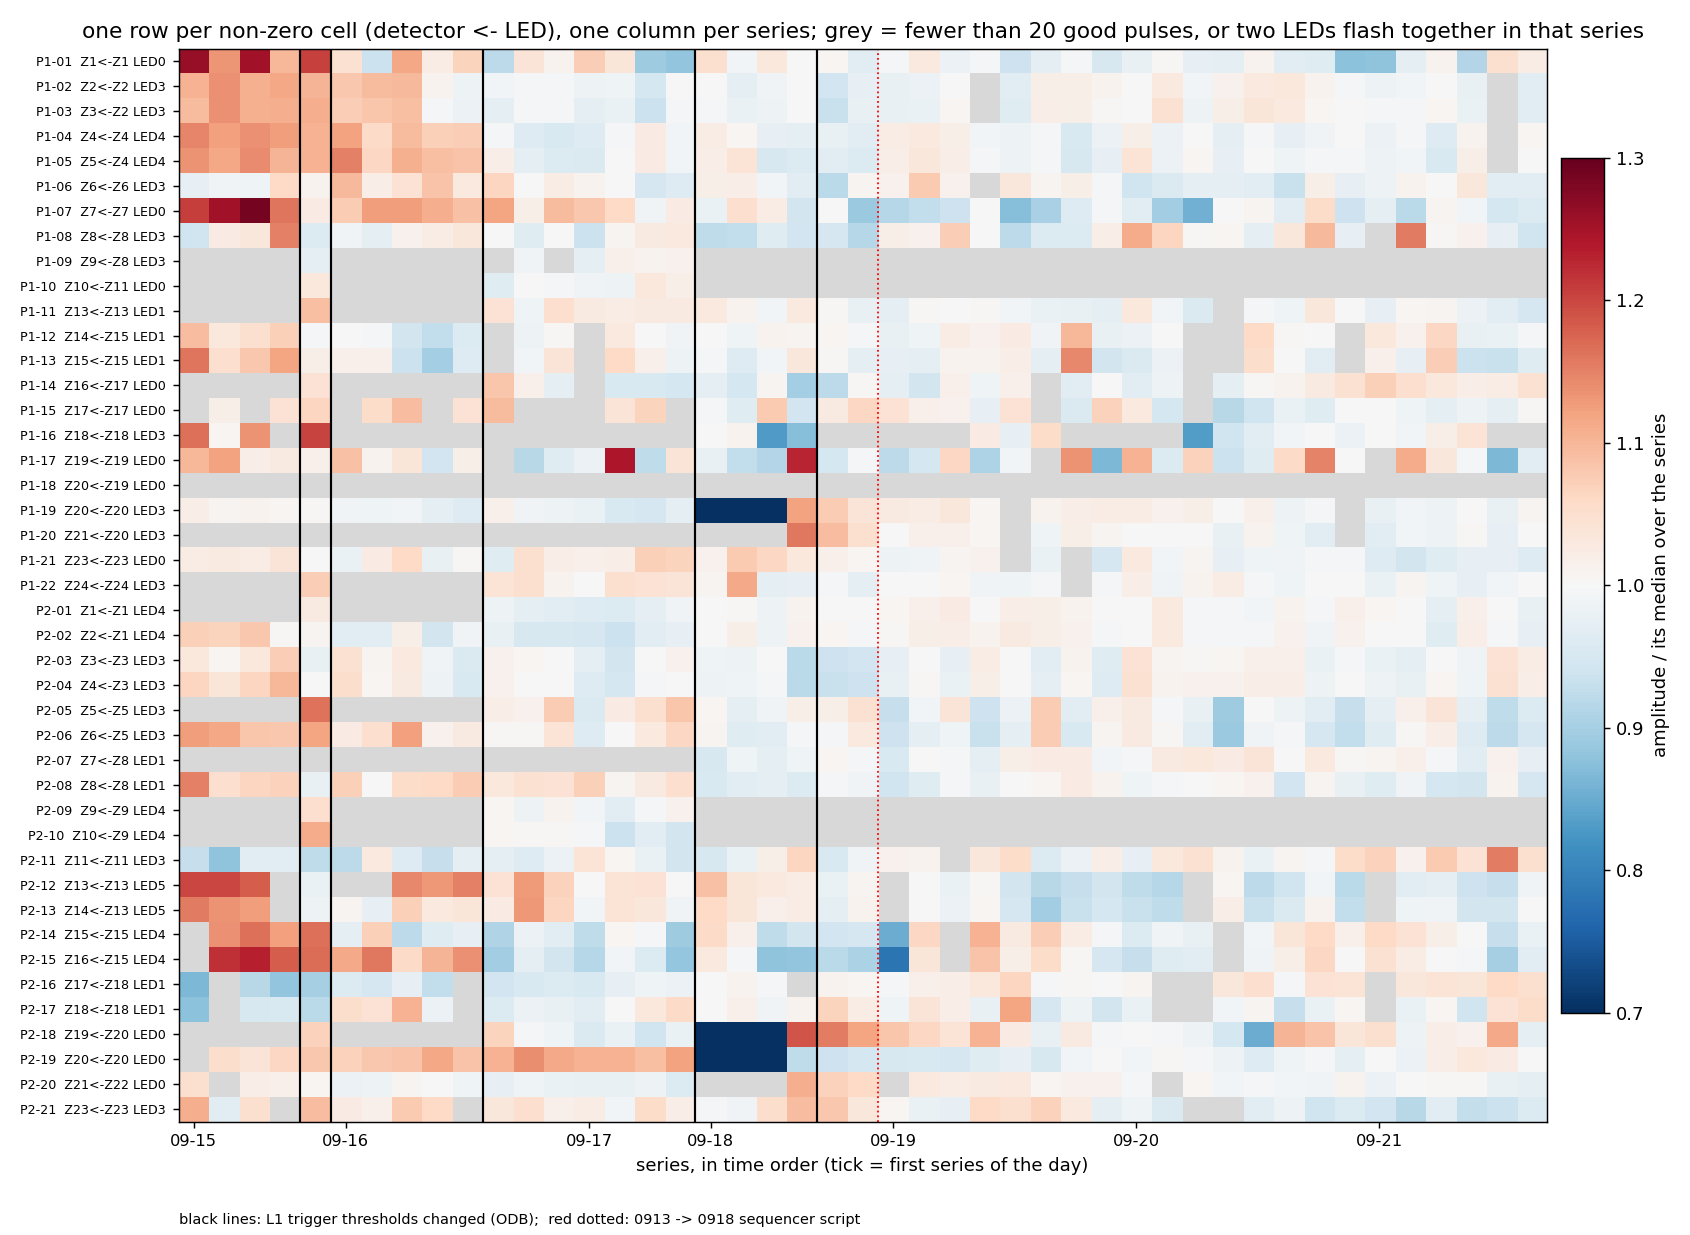 one row per non-zero cell (detector <- LED), one column per series; grey = fewer than 20 good pulses, or two LEDs flash together in that series
P1-01 Z1<-Z1 LED0
P1-02 Z2<-Z2 LED3
P1-03 Z3<-Z2 LED3
P1-04 Z4<-Z4 LED4
P1-05 Z5<-Z4 LED4
P1-06 Z6<-Z6 LED3
P1-07 Z7<-Z7 LED0
P1-08 Z8<-Z8 LED3
P1-09 Z9<-Z8 LED3
P1-10 Z10<-Z11 LED0
P1-11 Z13<-Z13 LED1
P1-12 Z14<-Z15 LED1
P1-13 Z15<-Z15 LED1
P1-14 Z16<-Z17 LED0
P1-15 Z17<-Z17 LED0
P1-16 Z18<-Z18 LED3
P1-17 Z19<-Z19 LED0
P1-18 Z20<-Z19 LED0
P1-19 Z20<-Z20 LED3
P1-20 Z21<-Z20 LED3
P1-21 Z23<-Z23 LED0
P1-22 Z24<-Z24 LED3
P2-01 Z1<-Z1 LED4
P2-02 Z2<-Z1 LED4
P2-03 Z3<-Z3 LED3
P2-04 Z4<-Z3 LED3
P2-05 Z5<-Z5 LED3
P2-06 Z6<-Z5 LED3
P2-07 Z7<-Z8 LED1
P2-08 Z8<-Z8 LED1
P2-09 Z9<-Z9 LED4
P2-10 Z10<-Z9 LED4
P2-11 Z11<-Z11 LED3
P2-12 Z13<-Z13 LED5
P2-13 Z14<-Z13 LED5
P2-14 Z15<-Z15 LED4
P2-15 Z16<-Z15 LED4
P2-16 Z17<-Z18 LED1
P2-17 Z18<-Z18 LED1
P2-18 Z19<-Z20 LED0
P2-19 Z20<-Z20 LED0
P2-20 Z21<-Z22 LED0
P2-21 Z23<-Z23 LED3
09-15 09-16 09-17 09-18 09-19 09-20 09-21
series, in time order (tick = first series of the day)
1.3
1.2
1.1
1.0
0.9
0.8
0.7
amplitude / its median over the series
black lines: L1 trigger thresholds changed (ODB); red dotted: 0913 -> 0918 sequencer script